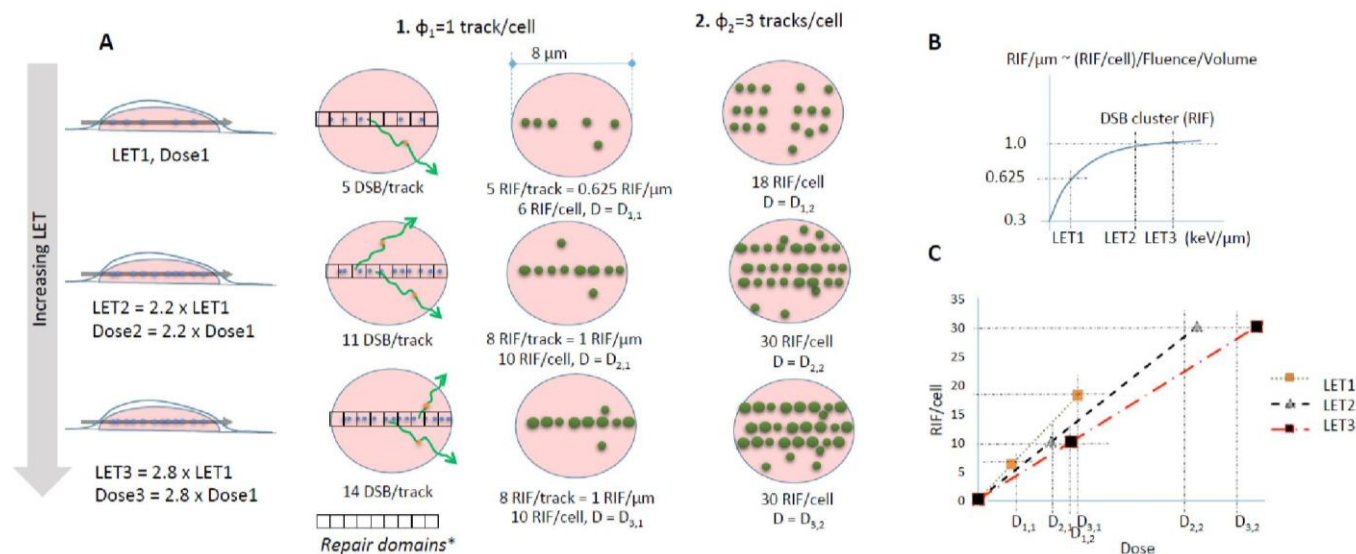 A
1. ϕ₁=1 track/cell
2. ϕ₂=3 tracks/cell
8 μm
Increasing LET
LET1, Dose1
5 DSB/track
5 RIF/track = 0.625 RIF/μm
6 RIF/cell, D = D₁,₁
18 RIF/cell
D = D₁,₂
LET2 = 2.2 x LET1
Dose2 = 2.2 x Dose1
11 DSB/track
8 RIF/track = 1 RIF/μm
10 RIF/cell, D = D₂,₁
30 RIF/cell
D = D₂,₂
LET3 = 2.8 x LET1
Dose3 = 2.8 x Dose1
14 DSB/track
8 RIF/track = 1 RIF/μm
10 RIF/cell, D = D₃,₁
30 RIF/cell
D = D₃,₂
Repair domains*
B
RIF/μm ~ (RIF/cell)/Fluence/Volume
DSB cluster (RIF)
1.0
0.625
0.3
LET1 LET2 LET3 (keV/μm)
C
35
30
25
20
15
10
5
0
RIF/cell
D₁,₁ D₂,₁ D₃,₁ D₂,₂ D₃,₂
D₁,₂
Dose
LET1
LET2
LET3